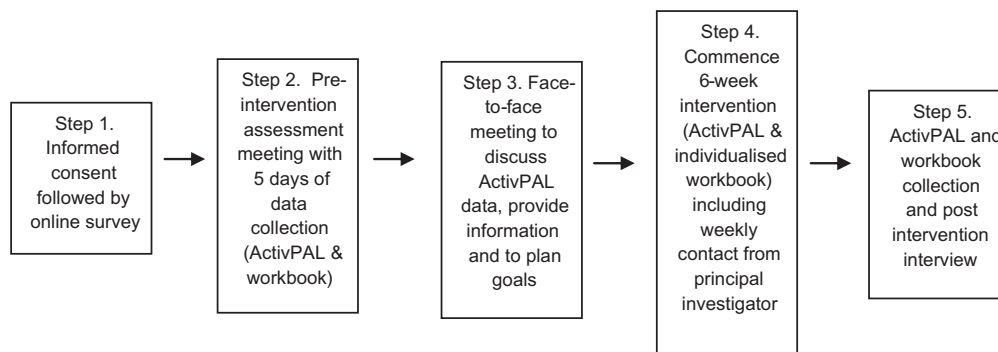 Step 1.
Informed
consent
followed by
online survey
Step 2. Pre-
intervention
assessment
meeting with
5 days of
data
collection
(ActivPAL &
workbook)
Step 3. Face-
to-face
meeting to
discuss
ActivPAL
data, provide
information
and to plan
goals
Step 4.
Commence
6-week
intervention
(ActivPAL &
individualised
workbook)
including
weekly
contact from
principal
investigator
Step 5.
ActivPAL and
workbook
collection
and post
intervention
interview